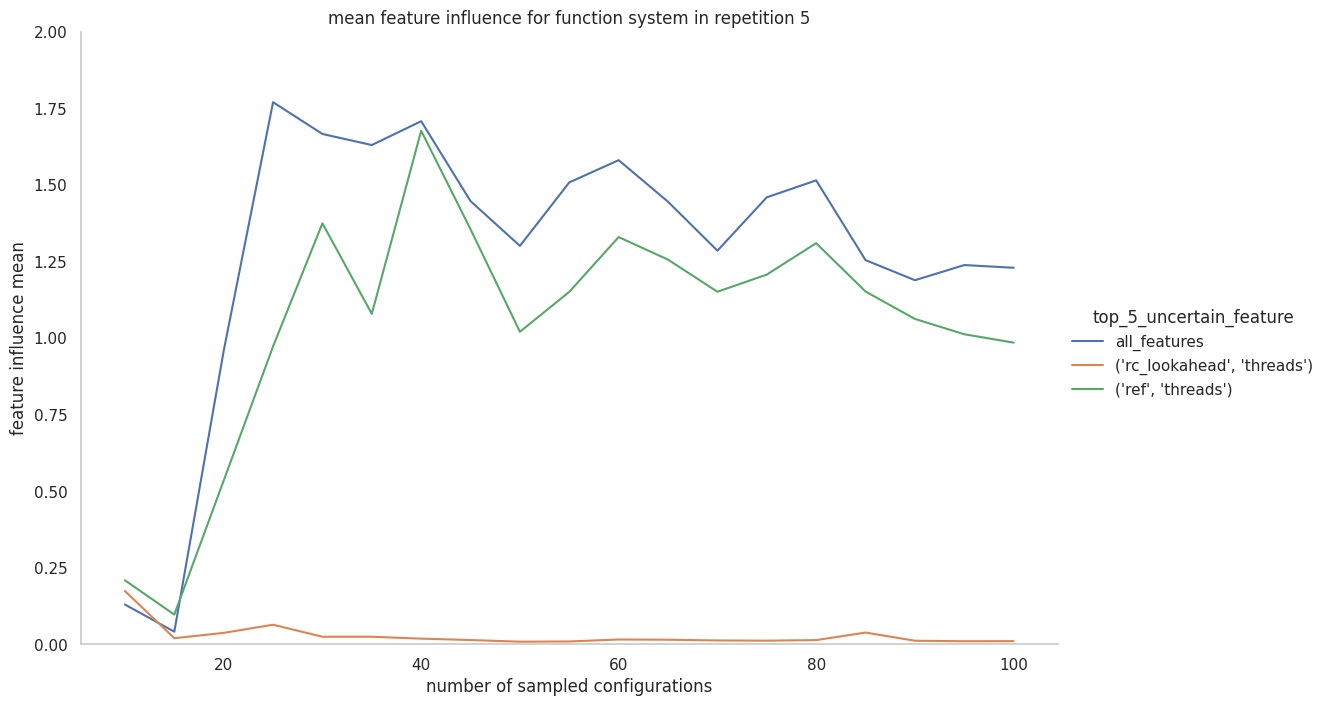 mean feature influence for function system in repetition 5
2.00
1.75
1.50
1.25
1.00
0.75
0.50
0.25
0.00
feature influence mean
20
40
60
80
100
number of sampled configurations
top_5_uncertain_feature
all_features
('rc_lookahead', 'threads')
('ref', 'threads')